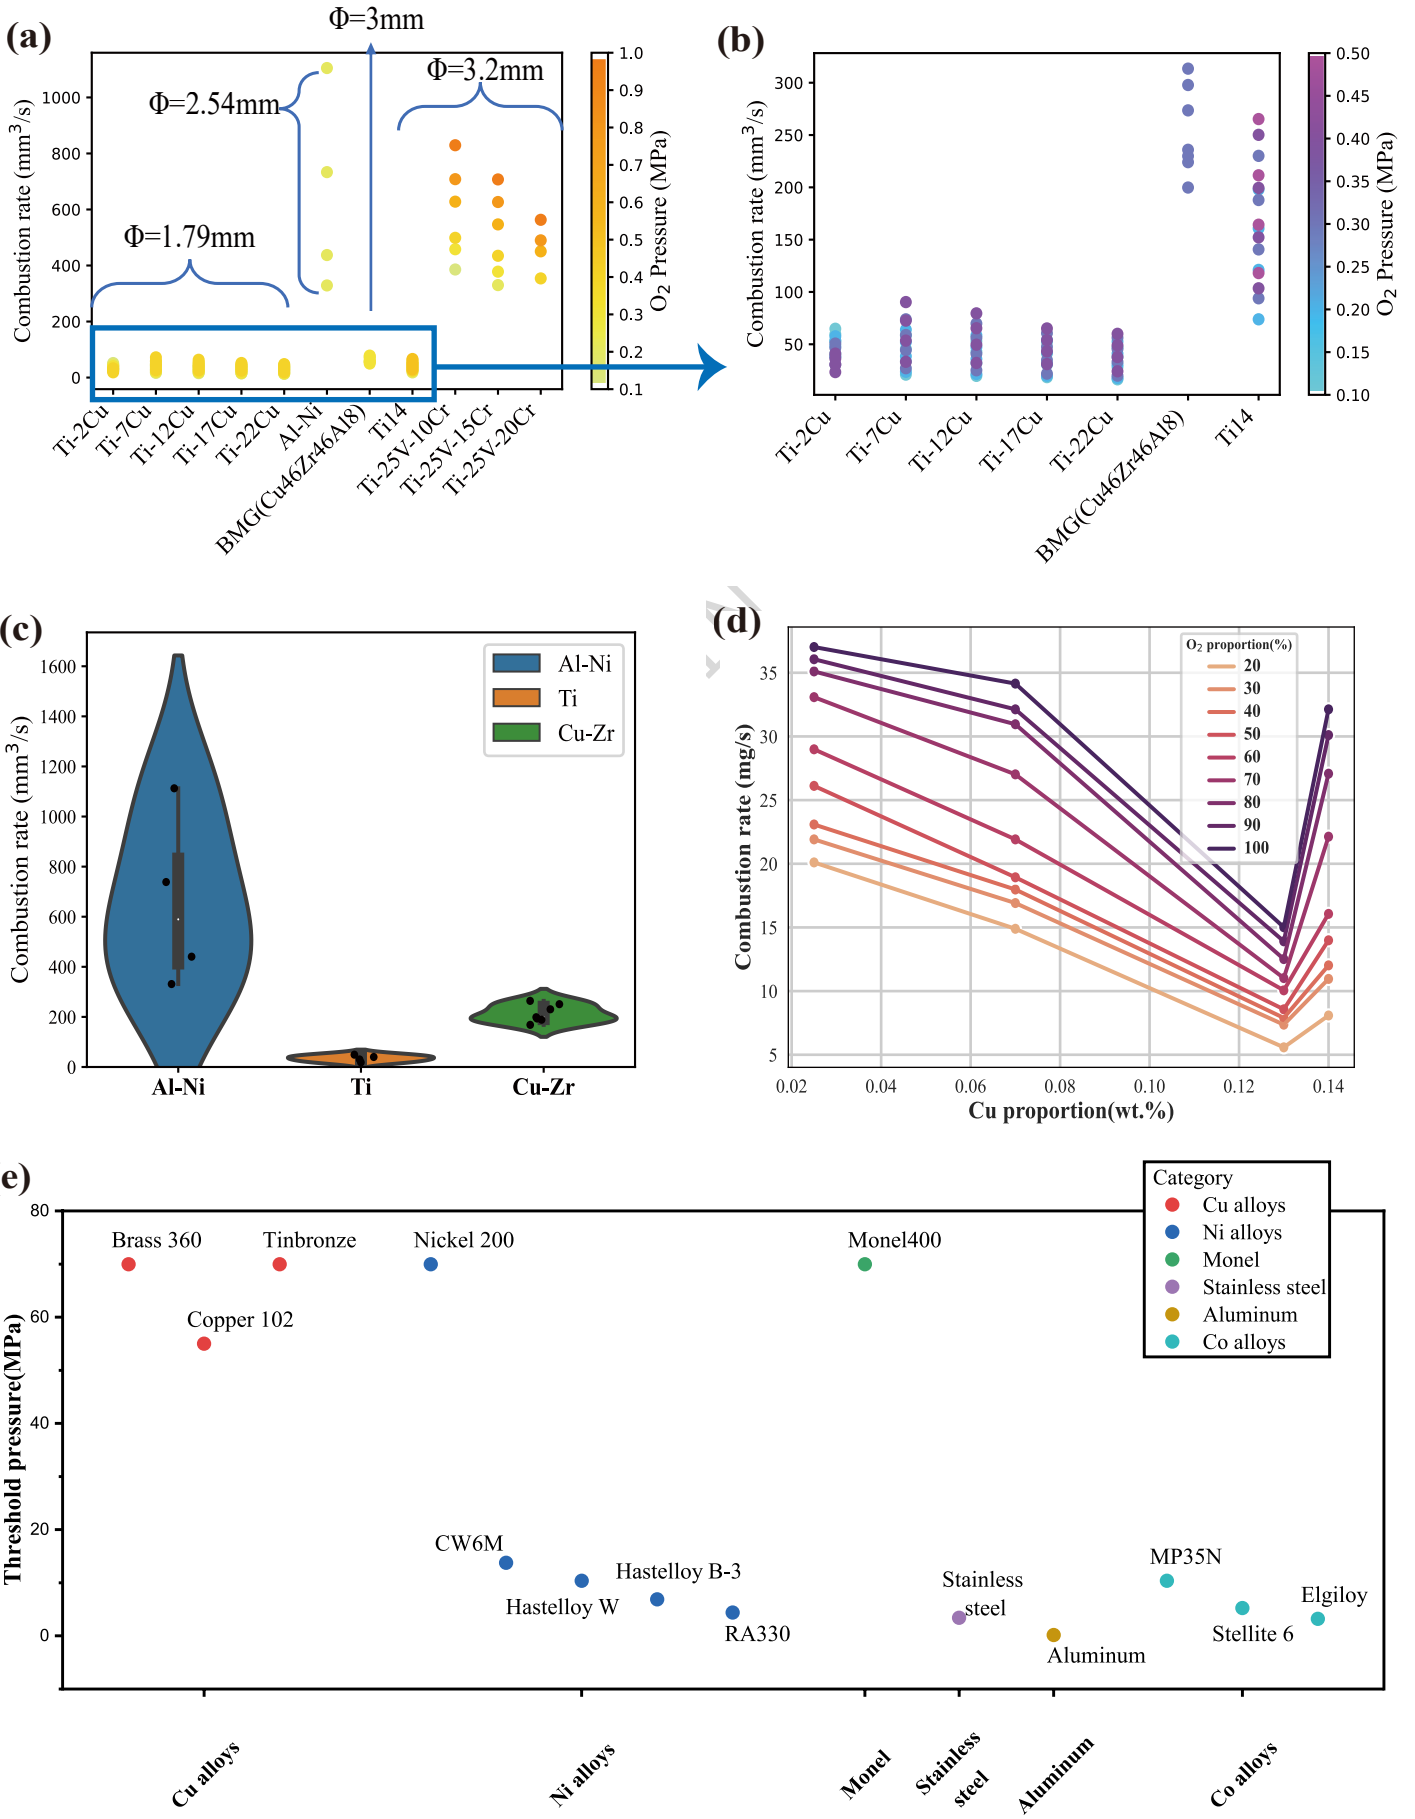 (a)
Φ=3mm
Φ=3.2mm
Φ=2.54mm
Φ=1.79mm
Combustion rate (mm³/s)
1000
800
600
400
200
0
Ti-2Cu
Ti-7Cu
Ti-12Cu
Ti-17Cu
Ti-22Cu
Al-Ni
BMG(Cu46Zr46Al8)
Ti14
Ti-25V-10Cr
Ti-25V-15Cr
Ti-25V-20Cr
1.0
0.9
0.8
0.7
0.6
0.5
0.4
0.3
0.2
0.1
O₂ Pressure (MPa)
(b)
Combustion rate (mm³/s)
300
250
200
150
100
50
Ti-2Cu
Ti-7Cu
Ti-12Cu
Ti-17Cu
Ti-22Cu
BMG(Cu46Zr46Al8)
Ti14
0.50
0.45
0.40
0.35
0.30
0.25
0.20
0.15
0.10
O₂ Pressure (MPa)
(c)
Combustion rate (mm³/s)
1600
1400
1200
1000
800
600
400
200
0
Al-Ni
Ti
Cu-Zr
Al-Ni
Ti
Cu-Zr
(d)
Combustion rate (mg/s)
35
30
25
20
15
10
5
O₂ proportion(%)
20
30
40
50
60
70
80
90
100
0.02
0.04
0.06
0.08
0.10
0.12
0.14
Cu proportion(wt.%)
e)
Threshold pressure(MPa)
80
60
40
20
0
Category
Cu alloys
Ni alloys
Monel
Stainless steel
Aluminum
Co alloys
Brass 360
Tinbronze
Nickel 200
Monel400
Copper 102
CW6M
Hastelloy W
Hastelloy B-3
RA330
Stainless
steel
Aluminum
MP35N
Stellite 6
Elgiloy
Cu alloys
Ni alloys
Monel
Stainless
steel
Aluminum
Co alloys